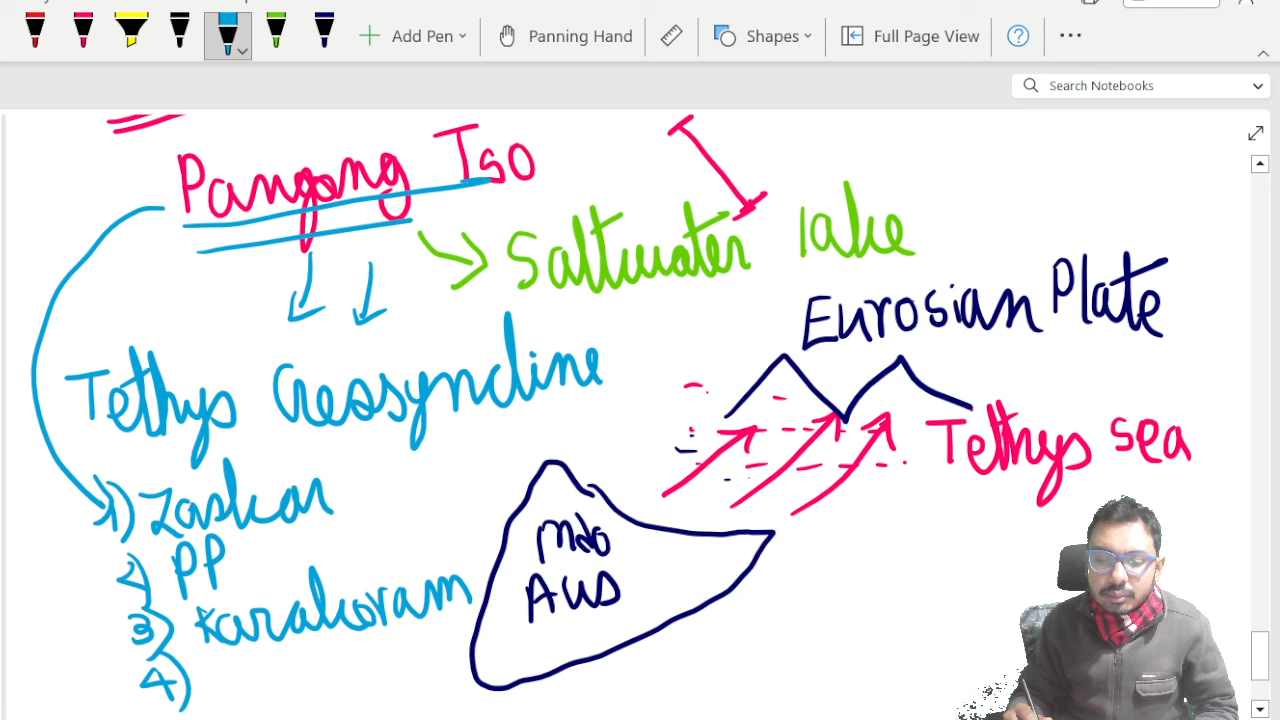 Add Pen
Panning Hand
Shapes
Full Page View
Search Notebooks
Pangong Tso
Saltwater lake
Eurosian Plate
Tethys Geosyncline
Tethys Sea
1) Zaskar
2) PP
3) Karakoram
4)
Indo
Aus